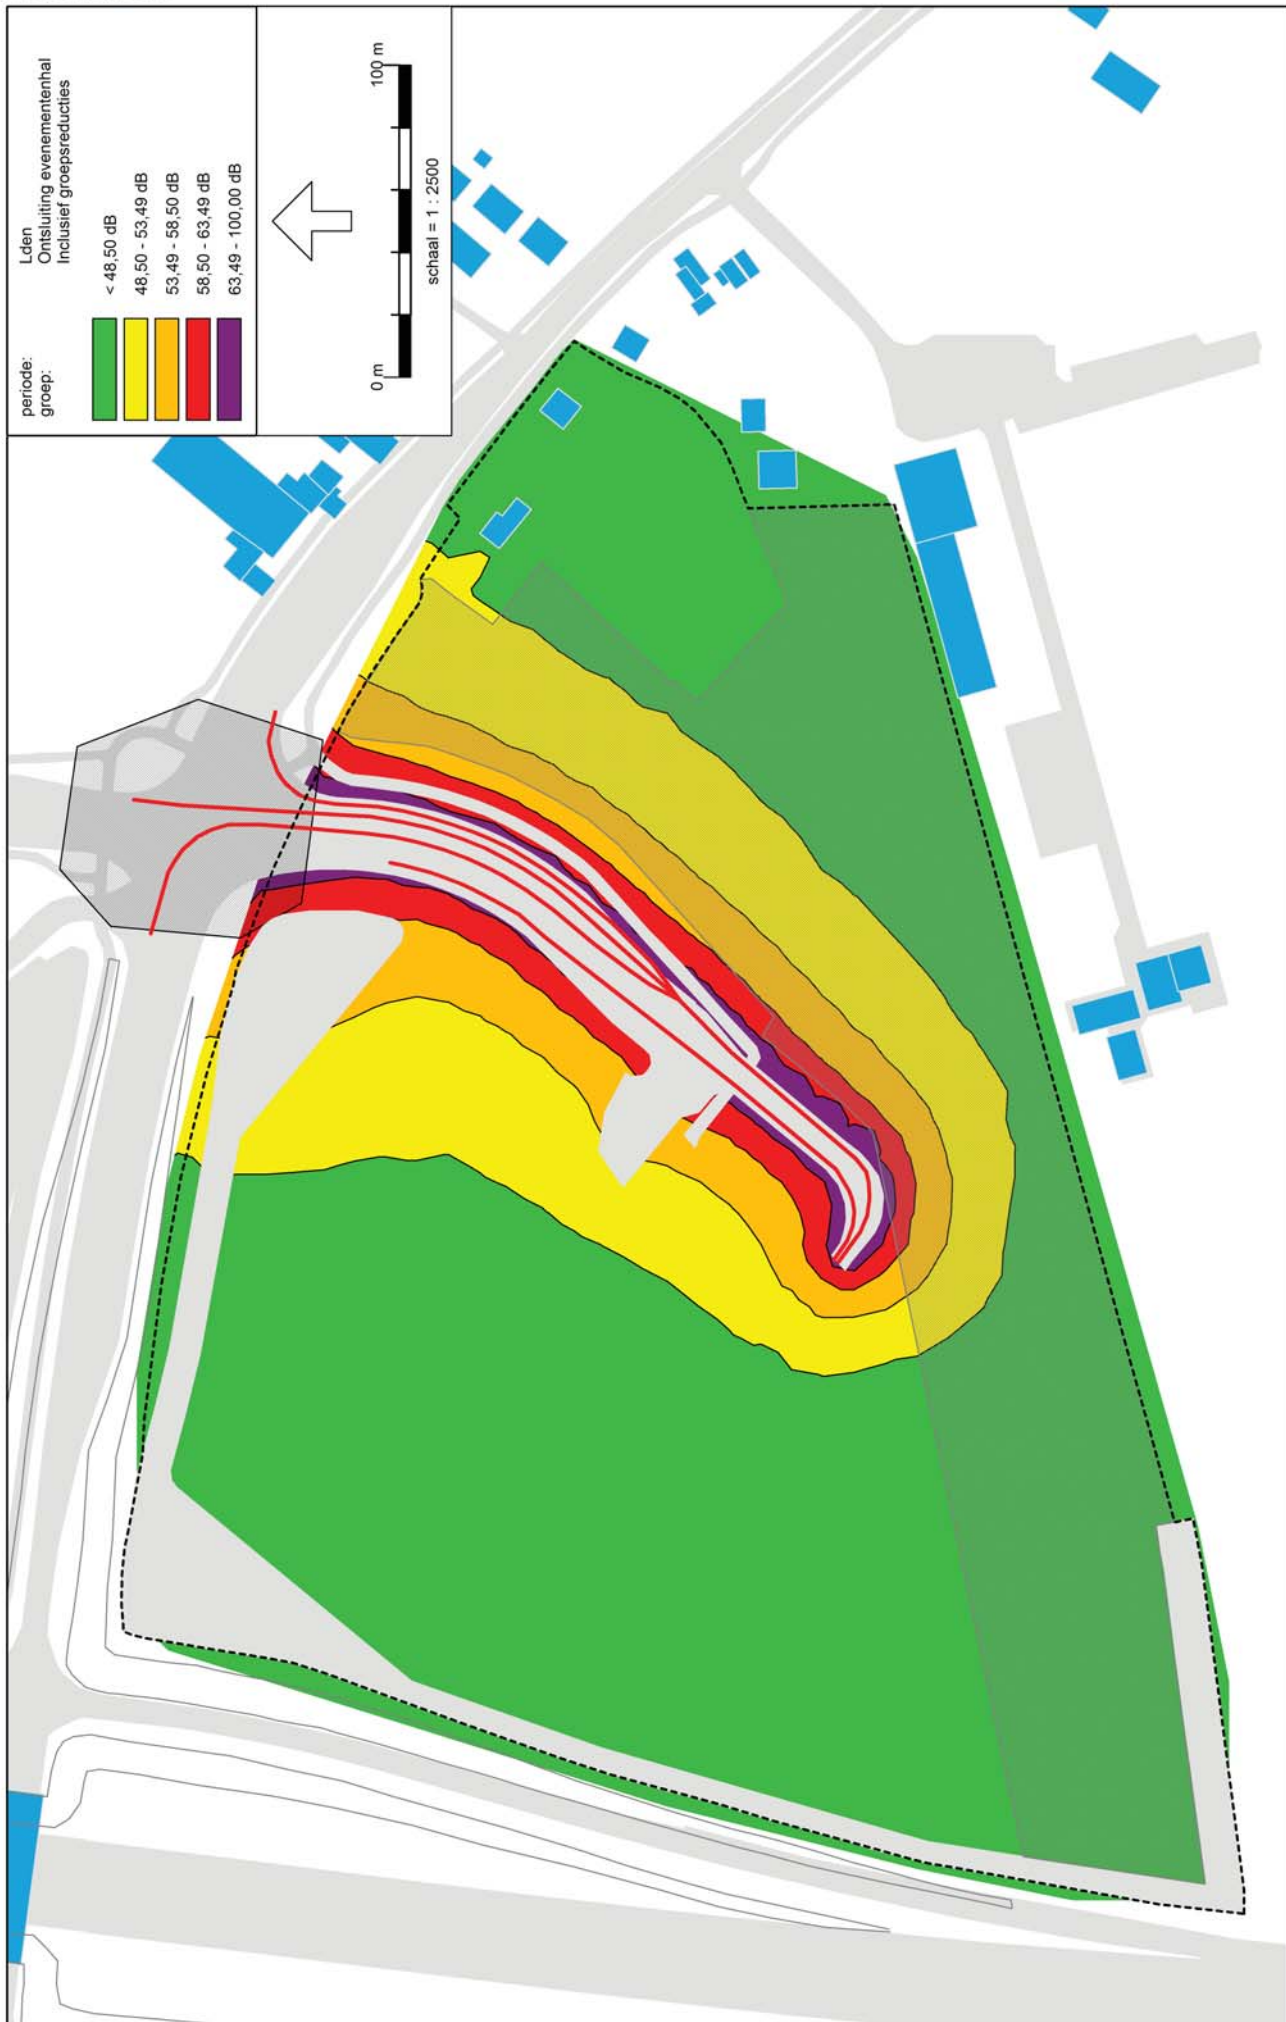 periode: Lden
groep: Ontsluiting evenemententhal
Inclusief groepsreducties
< 48,50 dB
48,50 - 53,49 dB
53,49 - 58,50 dB
58,50 - 63,49 dB
63,49 - 100,00 dB
0 m 100 m
schaal = 1 : 2500